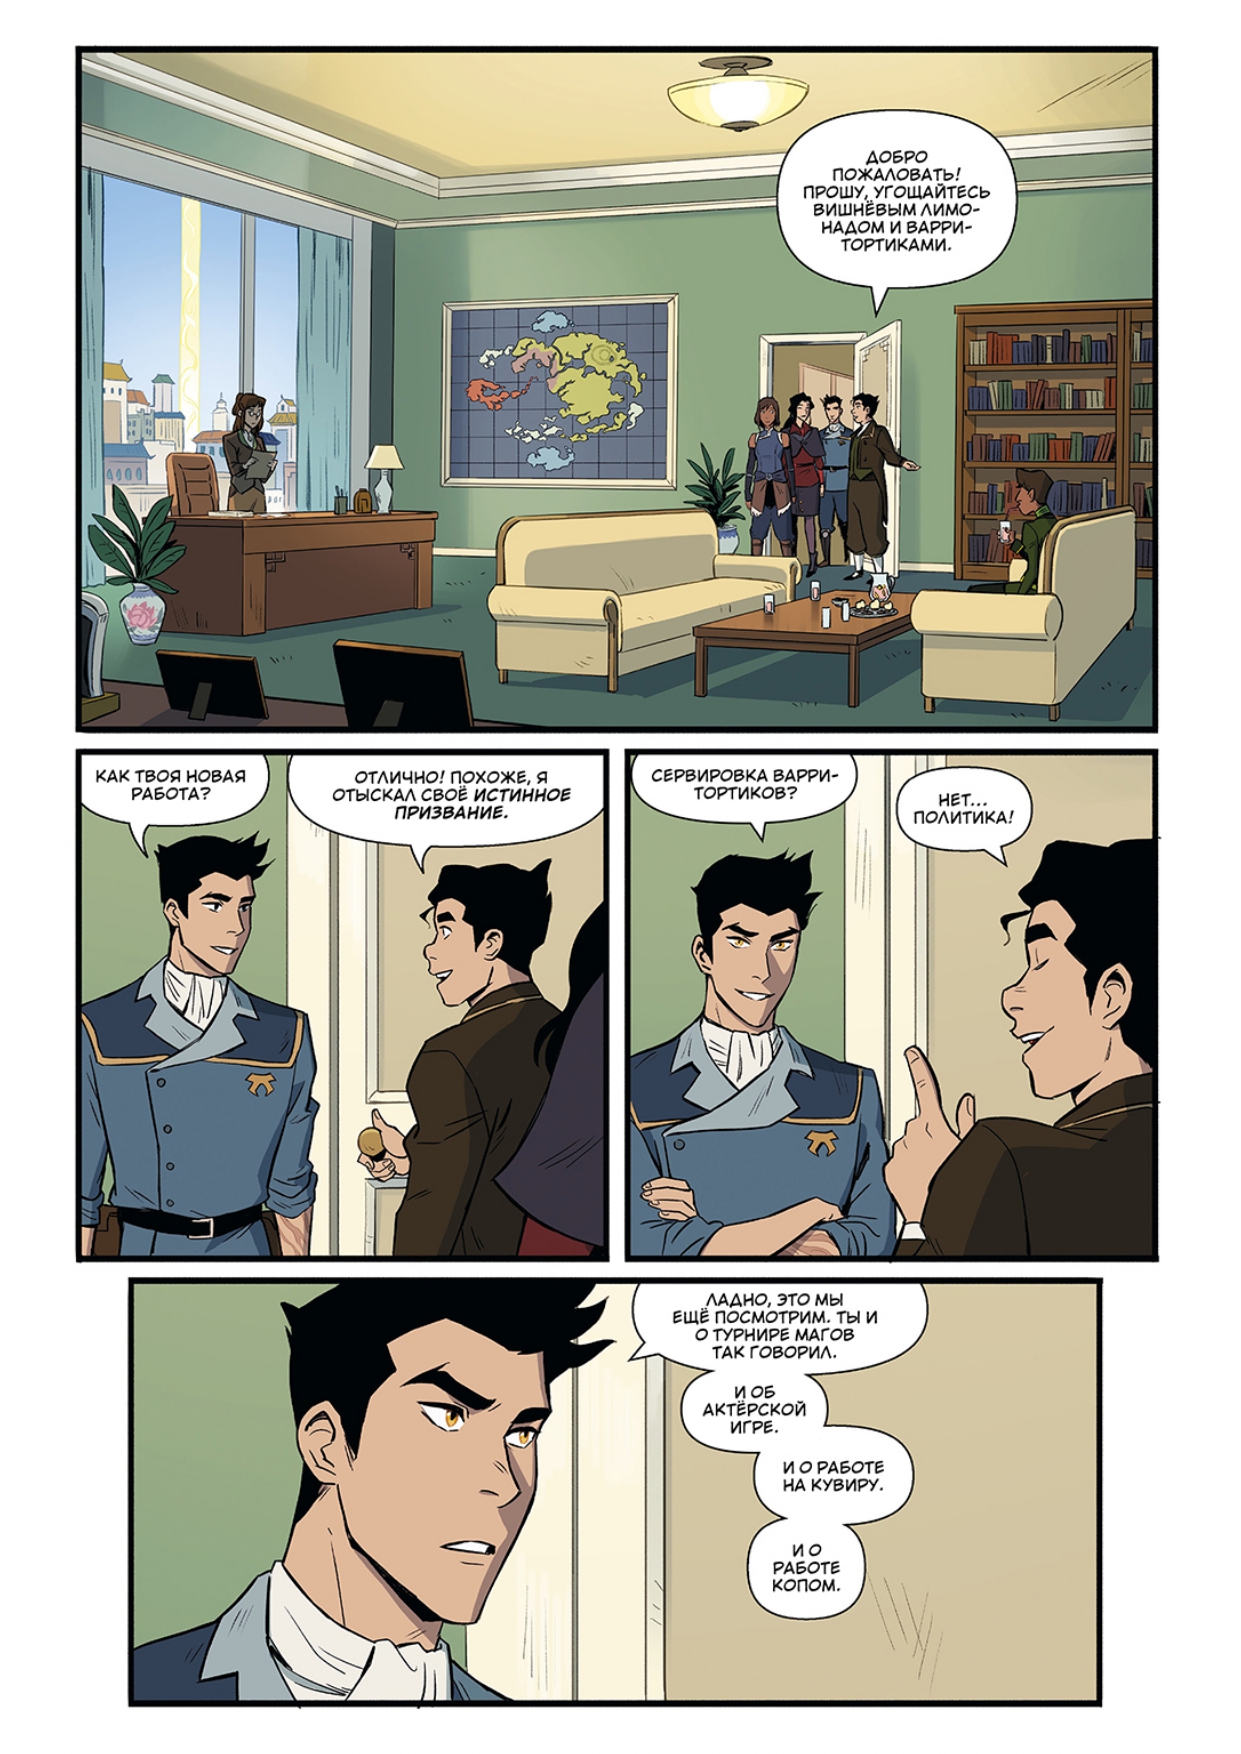 ДОБРО
ПОЖАЛОВАТЬ!
ПРОШУ, УГОЩАЙТЕСЬ
ВИШНЁВЫМ ЛИМО-
НАДОМ И ВАРРИ-
ТОРТИКАМИ.
КАК ТВОЯ НОВАЯ
РАБОТА?
ОТЛИЧНО! ПОХОЖЕ, Я
ОТЫСКАЛ СВОЁ ИСТИННОЕ
ПРИЗВАНИЕ.
СЕРВИРОВКА ВАРРИ-
ТОРТИКОВ?
НЕТ...
ПОЛИТИКА!
ЛАДНО, ЭТО МЫ
ЕЩЁ ПОСМОТРИМ. ТЫ И
О ТУРНИРЕ МАГОВ
ТАК ГОВОРИЛ.
И ОБ
АКТЁРСКОЙ
ИГРЕ.
И О РАБОТЕ
НА КУВИРУ.
И О
РАБОТЕ
КОПОМ.